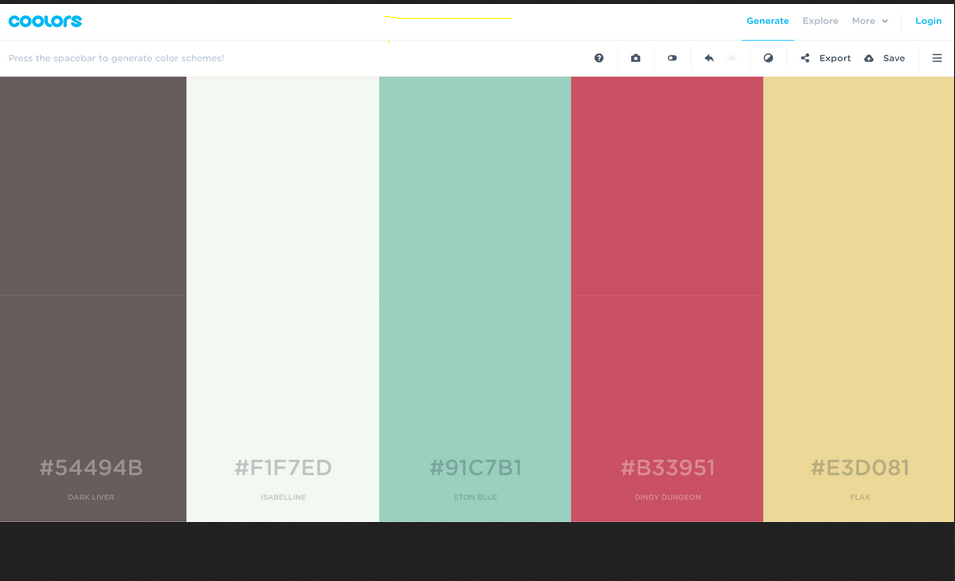 coolors
Generate Explore More Login
Press the spacebar to generate color schemes!
Export Save
#54494B #F1F7ED #91C7B1 #B33951 #E3D081
DARK LIVER ISABELLINE ETON BLUE DINGY DUNGEON FLAX